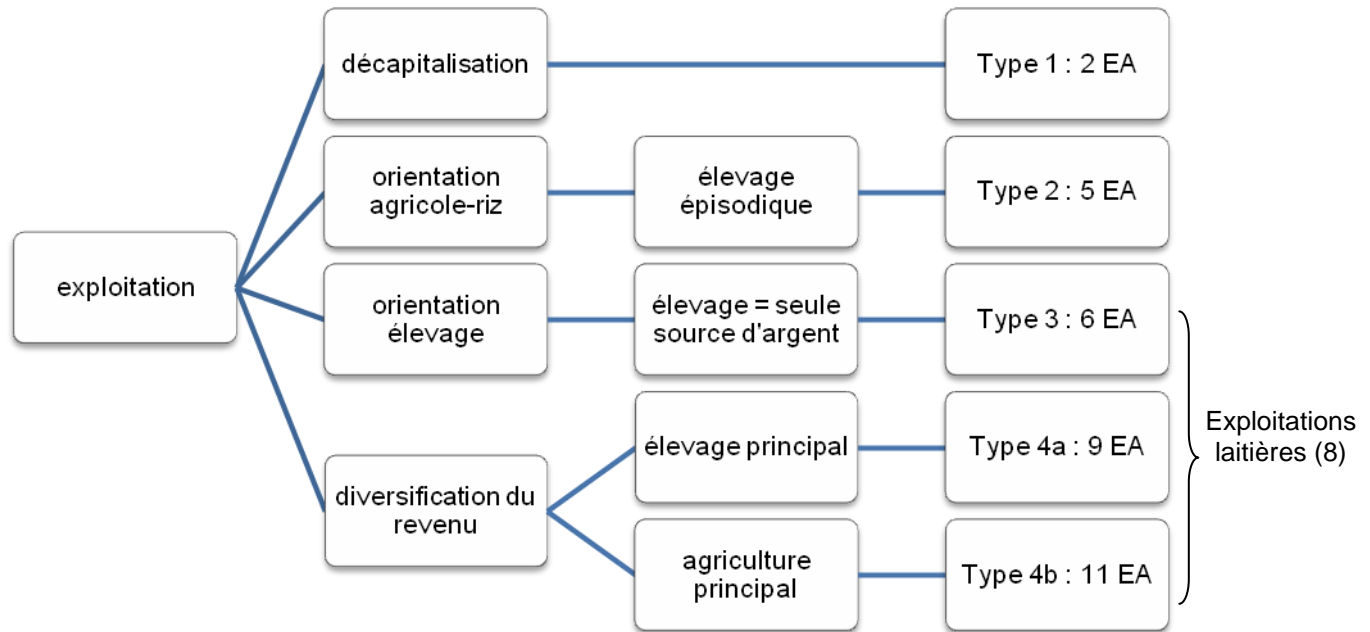 décapitalisation
Type 1 : 2 EA
orientation
agricole-riz
élevage
épisodique
Type 2 : 5 EA
exploitation
orientation
élevage
élevage = seule
source d'argent
Type 3 : 6 EA
diversification du
revenu
élevage principal
Type 4a : 9 EA
agriculture
principal
Type 4b : 11 EA
Exploitations
laitières (8)